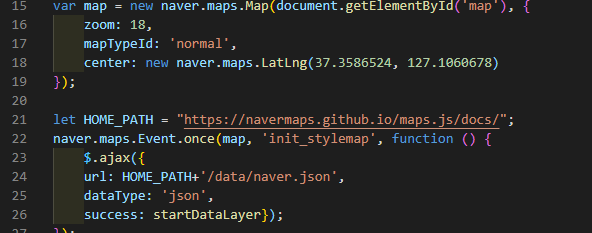 15 var map = new naver.maps.Map(document.getElementById('map'), {
16     zoom: 18,
17     mapTypeId: 'normal',
18     center: new naver.maps.LatLng(37.3586524, 127.1060678)
19 });
20
21 let HOME_PATH = "https://navermaps.github.io/maps.js/docs/";
22 naver.maps.Event.once(map, 'init_stylemap', function () {
23     $.ajax({
24     url: HOME_PATH+'/data/naver.json',
25     dataType: 'json',
26     success: startDataLayer});
27 });